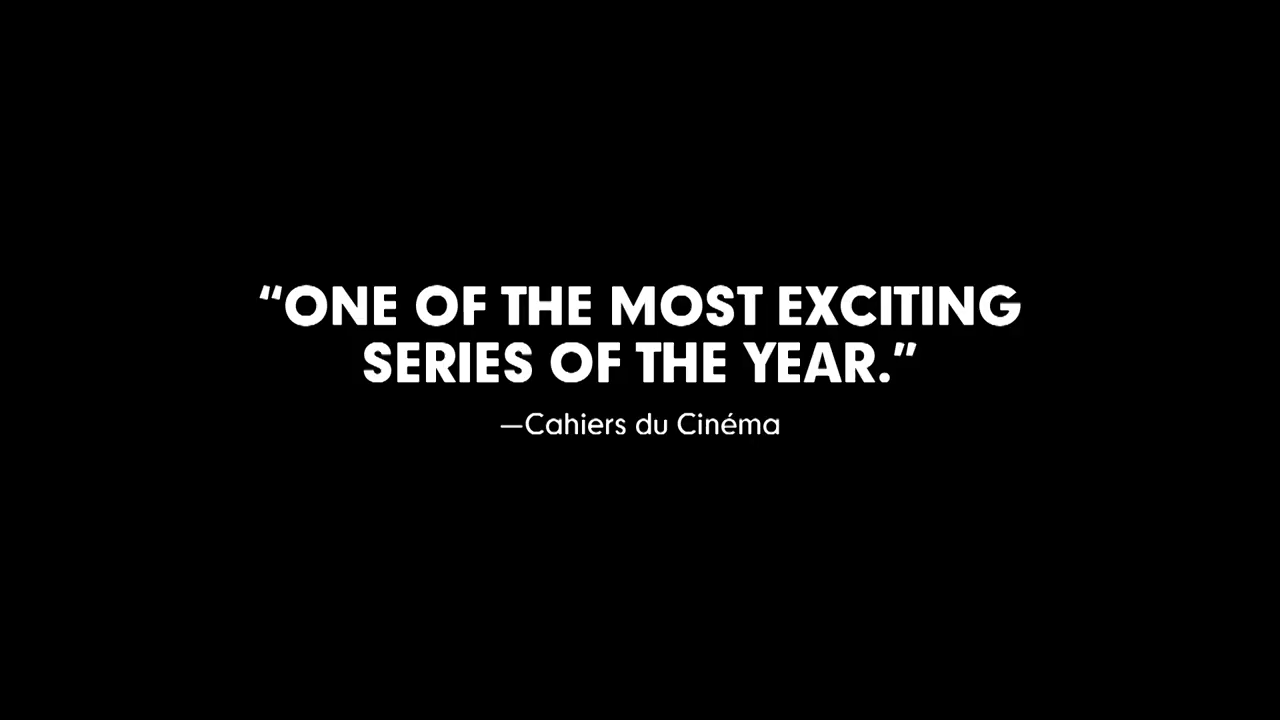 “ONE OF THE MOST EXCITING
SERIES OF THE YEAR.”
—Cahiers du Cinéma